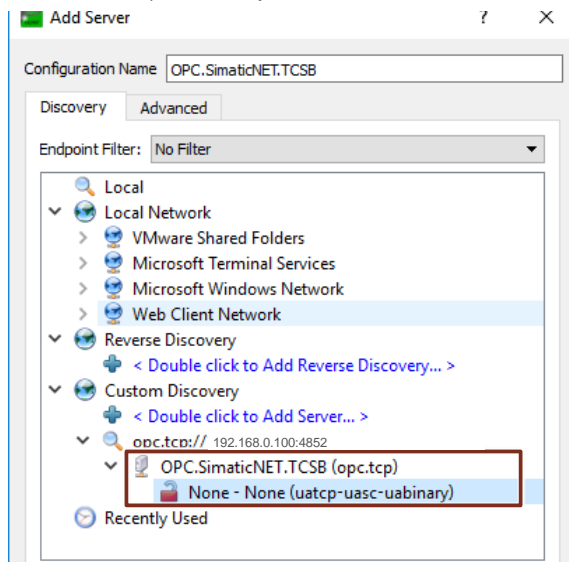 Add Server ? X
Configuration Name OPC.SimaticNET.TCSB
Discovery Advanced
Endpoint Filter: No Filter
Local
Local Network
VMware Shared Folders
Microsoft Terminal Services
Microsoft Windows Network
Web Client Network
Reverse Discovery
< Double click to Add Reverse Discovery... >
Custom Discovery
< Double click to Add Server... >
opc.tcp:// 192.168.0.100:4852
OPC.SimaticNET.TCSB (opc.tcp)
None - None (uatcp-uasc-uabinary)
Recently Used